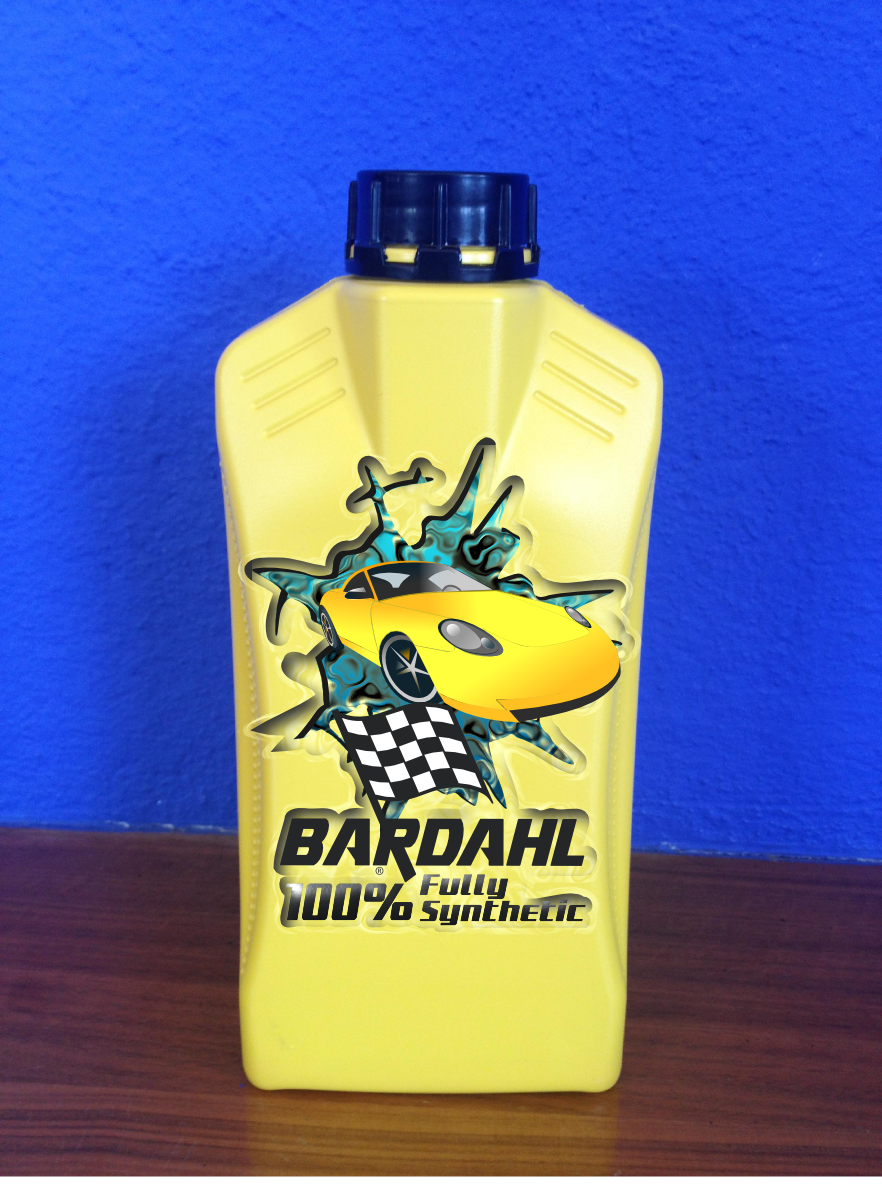 BARDAHL
®
100% Fully
Synthetic